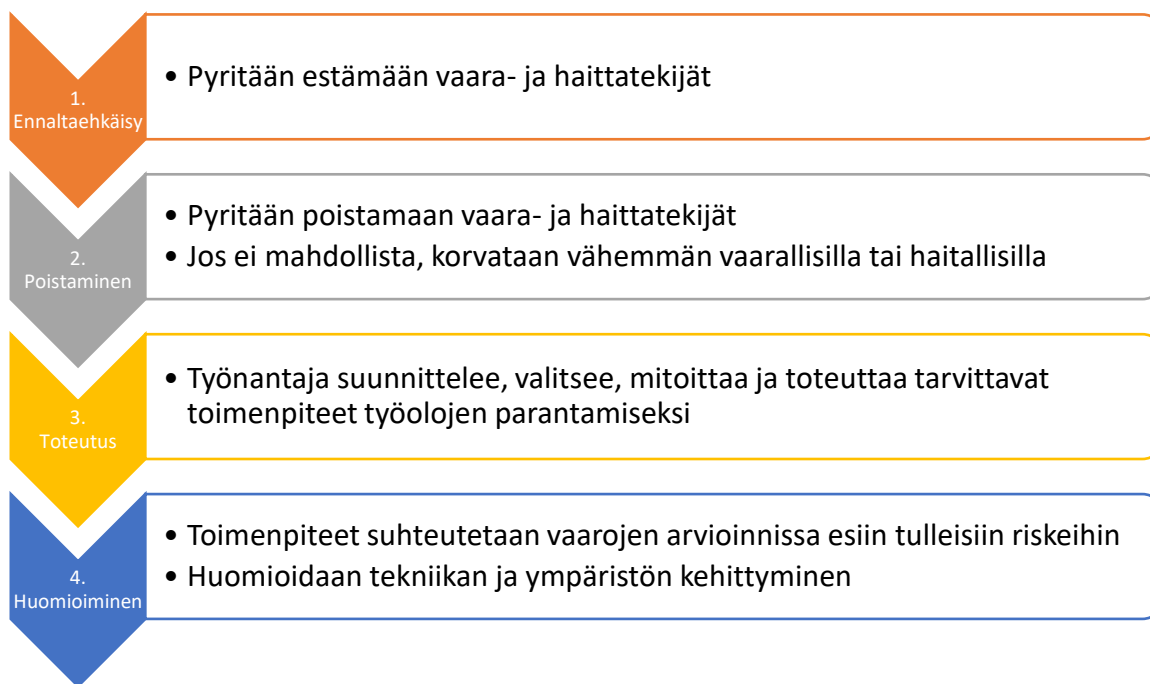 1.
Ennaltaehkäisy
• Pyritään estämään vaara- ja haittatekijät
2.
Poistaminen
• Pyritään poistamaan vaara- ja haittatekijät
• Jos ei mahdollista, korvataan vähemmän vaarallisilla tai haitallisilla
3.
Toteutus
• Työnantaja suunnittelee, valitsee, mitoittaa ja toteuttaa tarvittavat
toimenpiteet työolojen parantamiseksi
4.
Huomioiminen
• Toimenpiteet suhteutetaan vaarojen arvioinnissa esiin tulleisiin riskeihin
• Huomioidaan tekniikan ja ympäristön kehittyminen